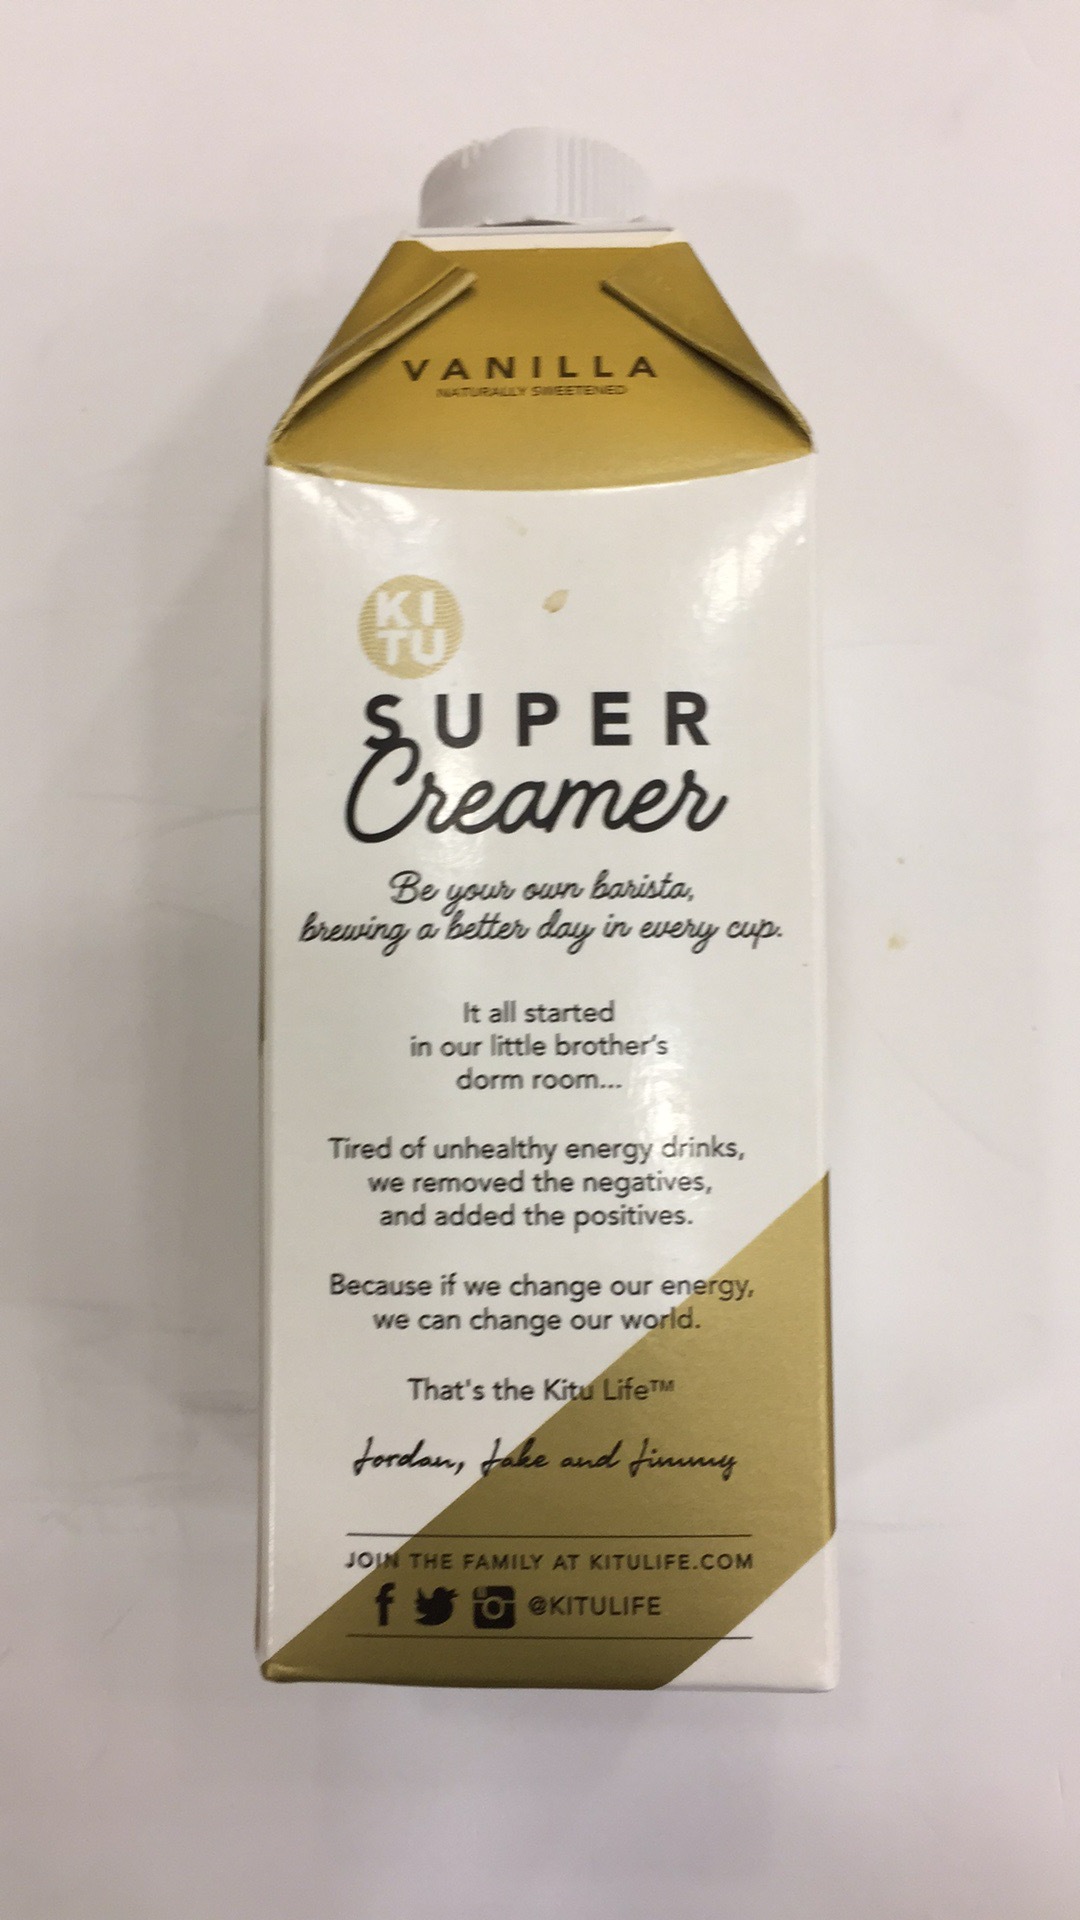 VANILLA
NATURALLY SWEETENED
KI
TU
SUPER
Creamer
Be your own barista,
brewing a better day in every cup.
It all started
in our little brother's
dorm room...
Tired of unhealthy energy drinks,
we removed the negatives,
and added the positives.
Because if we change our energy,
we can change our world.
That's the Kitu Life™
Jordan, Jake and Jimmy
JOIN THE FAMILY AT KITULIFE.COM
@KITULIFE